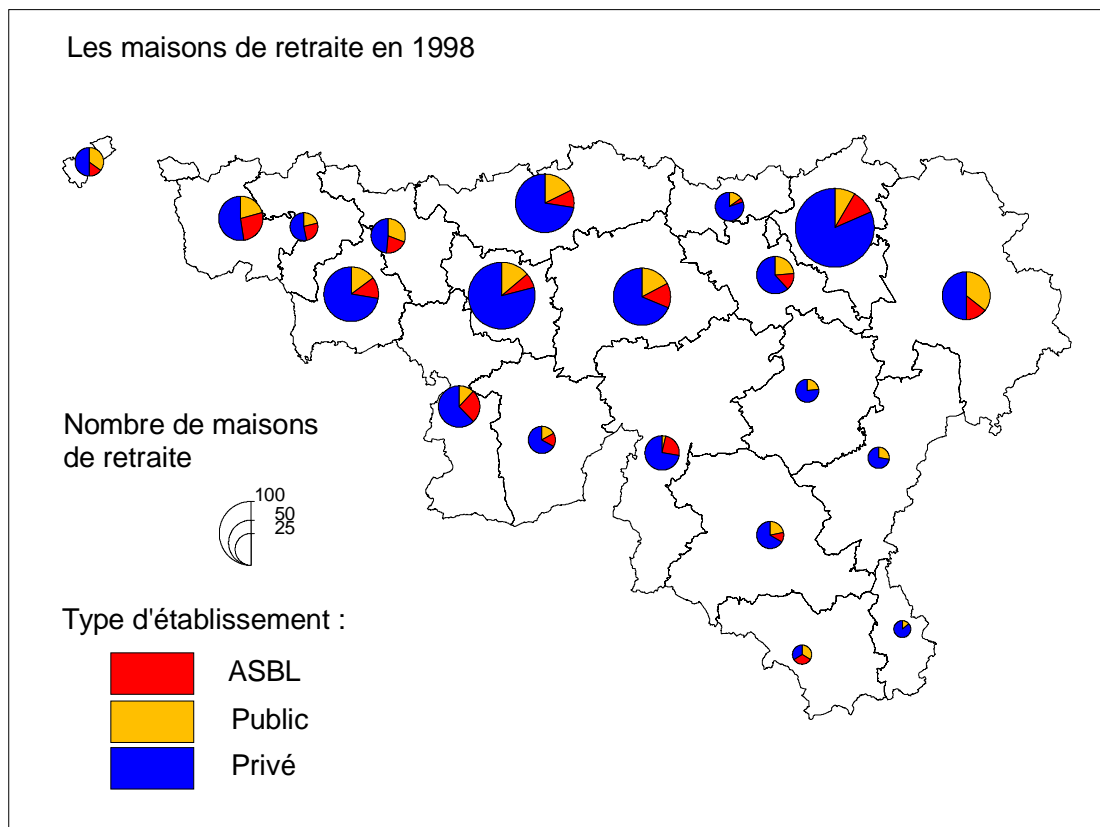 Les maisons de retraite en 1998
Nombre de maisons
de retraite
100
50
25
Type d'établissement :
ASBL
Public
Privé